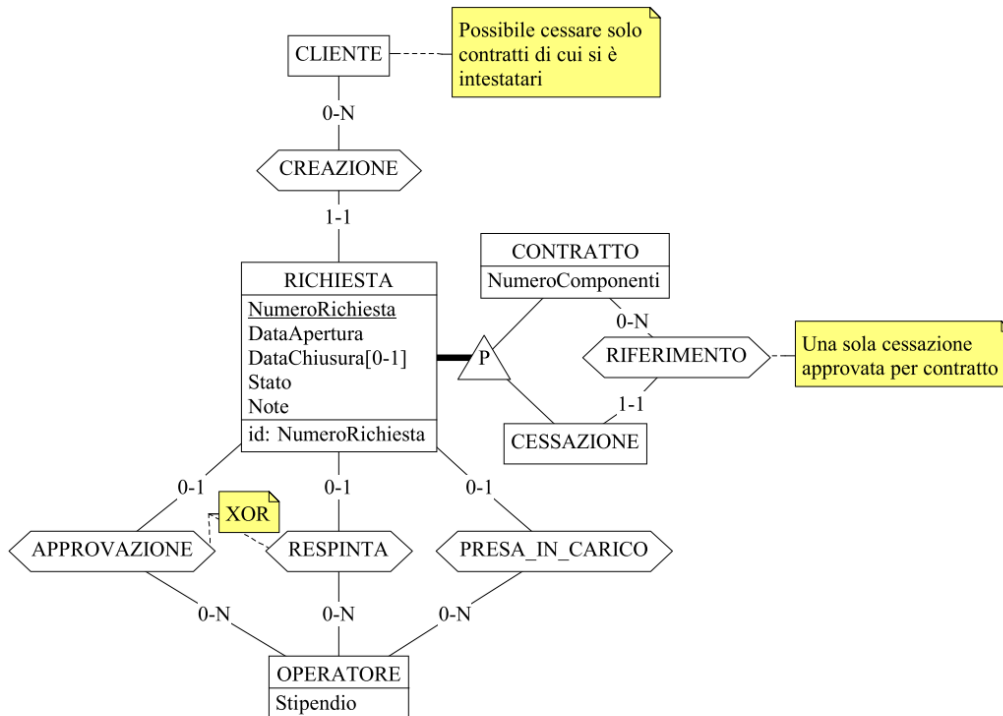 CLIENTE
Possibile cessare solo
contratti di cui si è
intestatari
0-N
CREAZIONE
1-1
RICHIESTA
NumeroRichiesta
DataApertura
DataChiusura[0-1]
Stato
Note
id: NumeroRichiesta
P
CONTRATTO
NumeroComponenti
0-N
RIFERIMENTO
Una sola cessazione
approvata per contratto
1-1
CESSAZIONE
0-1
0-1
0-1
XOR
APPROVAZIONE
RESPINTA
PRESA_IN_CARICO
0-N
0-N
0-N
OPERATORE
Stipendio